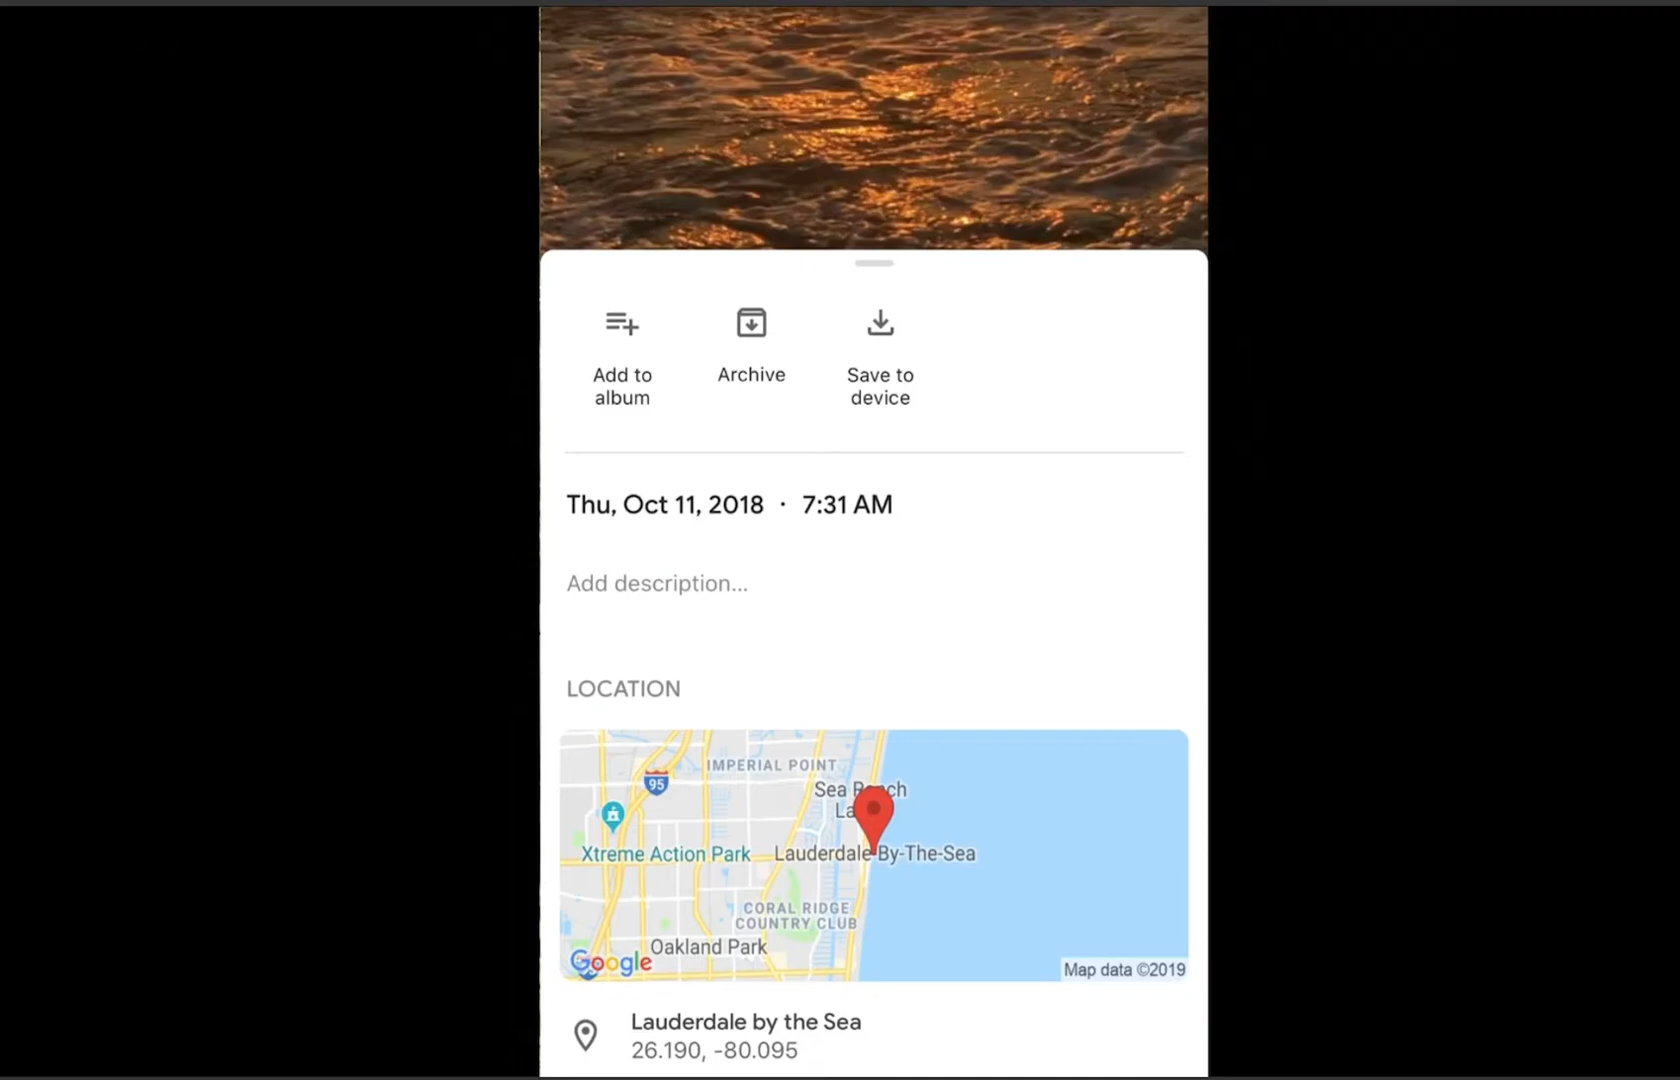 Add to
album
Archive
Save to
device
Thu, Oct 11, 2018 · 7:31 AM
Add description...
LOCATION
IMPERIAL POINT
95
Sea
La
Xtreme Action Park
Lauderdale-By-The-Sea
CORAL RIDGE
COUNTRY CLUB
Oakland Park
Google
Map data ©2019
Lauderdale by the Sea
26.190, -80.095